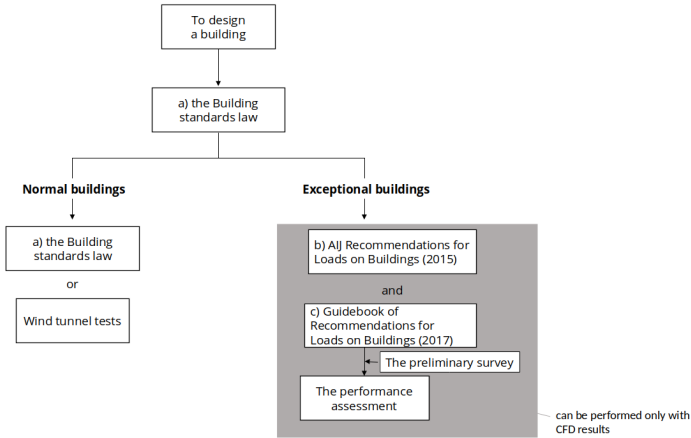 To design
a building
a) the Building
standards law
Normal buildings
Exceptional buildings
a) the Building
standards law
or
Wind tunnel tests
b) AIJ Recommendations for
Loads on Buildings (2015)
and
c) Guidebook of
Recommendations for
Loads on Buildings (2017)
The preliminary survey
The performance
assessment
can be performed only with
CFD results